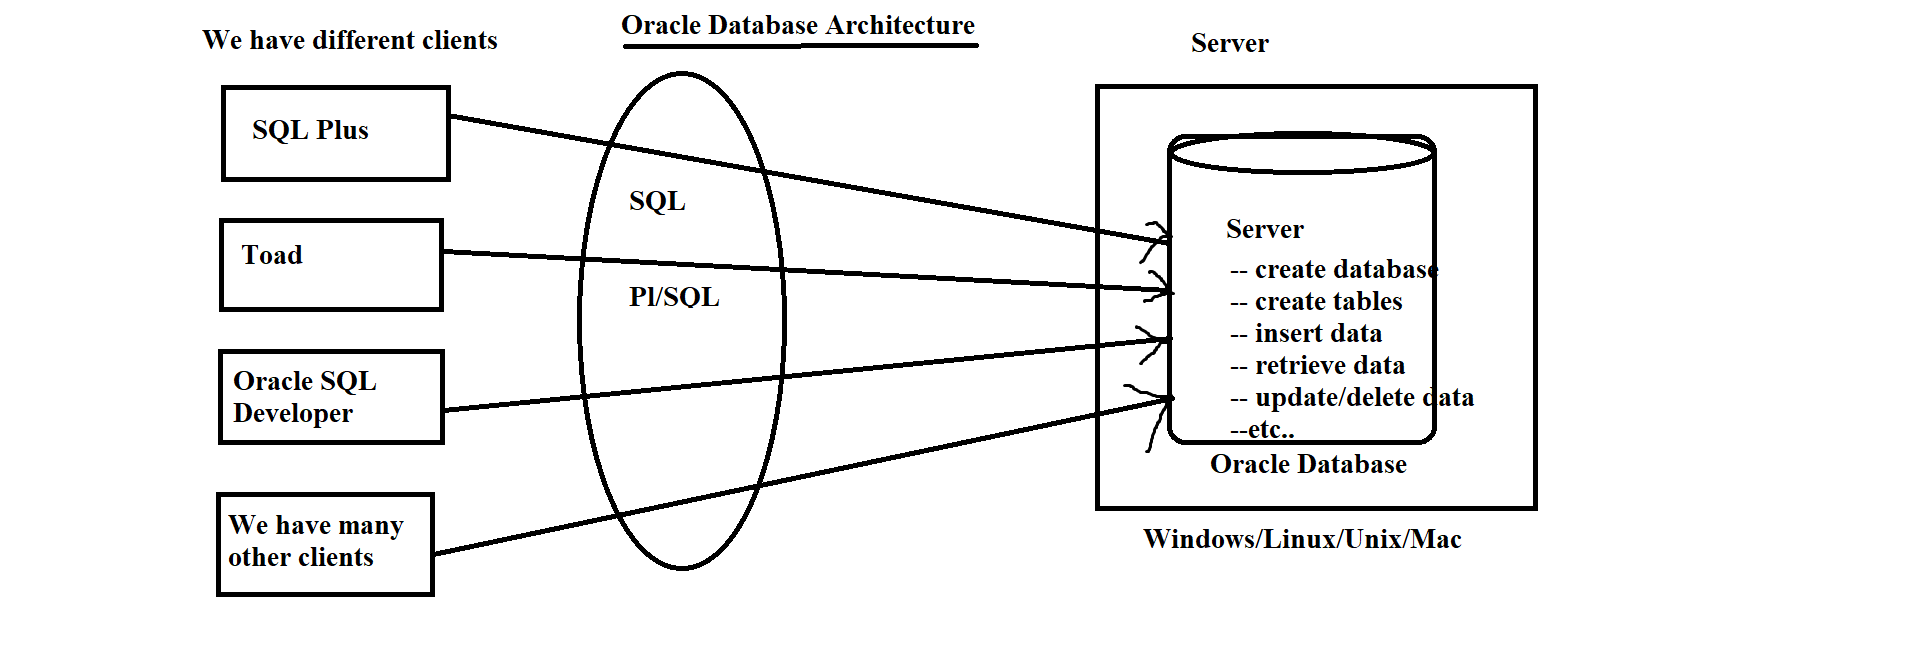 Oracle Database Architecture
We have different clients
Server
SQL Plus
Toad
Oracle SQL
Developer
We have many
other clients
SQL
Pl/SQL
Server
-- create database
-- create tables
-- insert data
-- retrieve data
-- update/delete data
--etc..
Oracle Database
Windows/Linux/Unix/Mac